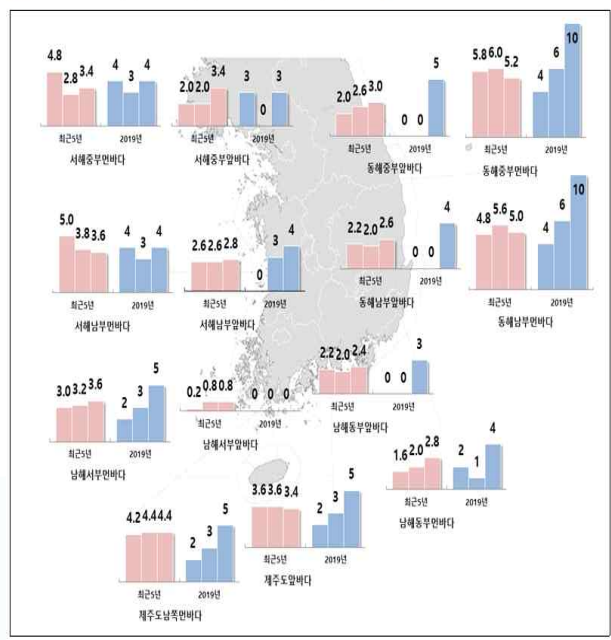 4.8 2.8 3.4 4 3 4
최근5년 2019년
서해중부먼바다
2.0 2.0 3.4 3 0 3
최근5년 2019년
서해중부앞바다
2.0 2.6 3.0 0 0 5
최근5년 2019년
동해중부앞바다
5.8 6.0 5.2 4 6 10
최근5년 2019년
동해중부먼바다
5.0 3.8 3.6 4 3 4
최근5년 2019년
서해남부먼바다
2.6 2.6 2.8 0 3 4
최근5년 2019년
서해남부앞바다
2.2 2.0 2.6 0 0 4
최근5년 2019년
동해남부앞바다
4.8 5.6 5.0 4 6 10
최근5년 2019년
동해남부먼바다
3.0 3.2 3.6 2 3 5
최근5년 2019년
남해서부먼바다
0.2 0.8 0.8 0 0 0
최근5년 2019년
남해서부앞바다
2.2 2.0 2.4 0 0 3
최근5년 2019년
남해동부앞바다
1.6 2.0 2.8 2 1 4
최근5년 2019년
남해동부먼바다
4.2 4.4 4.4 2 3 5
최근5년 2019년
제주도남쪽먼바다
3.6 3.6 3.4 2 3 5
최근5년 2019년
제주도앞바다